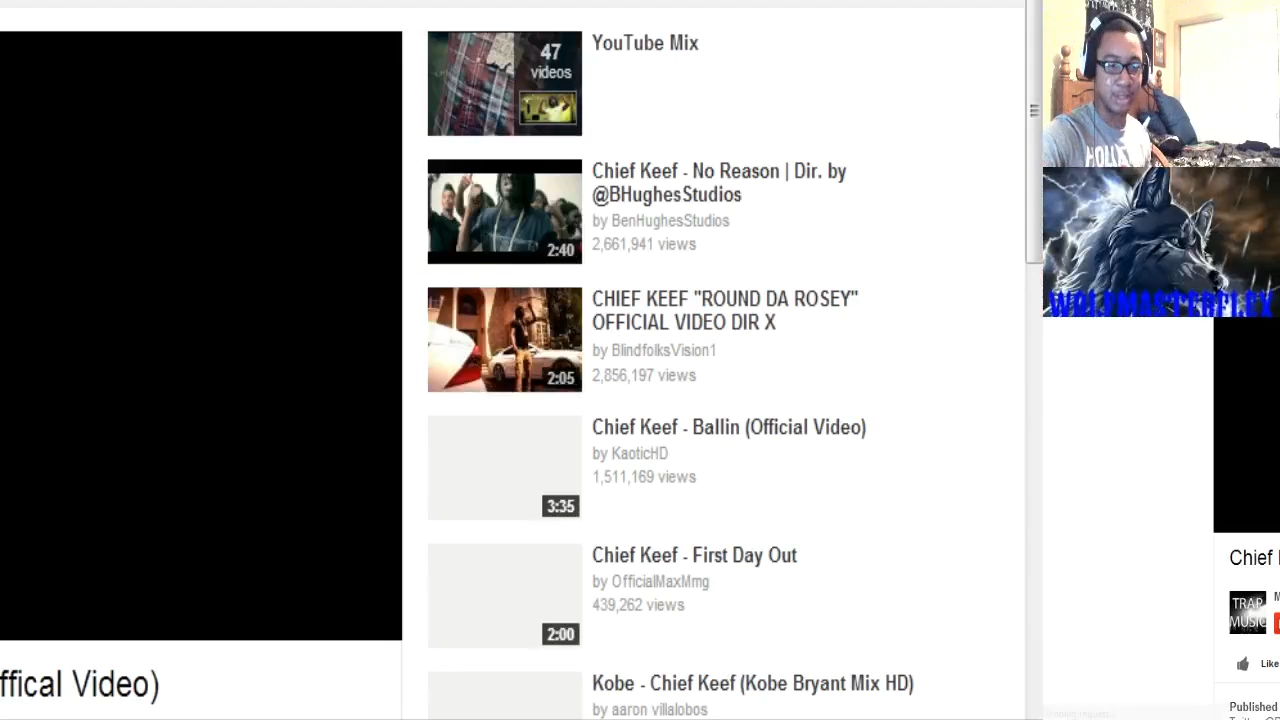 47
videos
YouTube Mix
Chief Keef - No Reason | Dir. by
@BHughesStudios
by BenHughesStudios
2,661,941 views
2:40
CHIEF KEEF "ROUND DA ROSEY"
OFFICIAL VIDEO DIR X
by BlindfolksVision1
2,856,197 views
2:05
Chief Keef - Ballin (Official Video)
by KaoticHD
1,511,169 views
3:35
Chief Keef - First Day Out
by OfficialMaxMmg
439,262 views
2:00
Kobe - Chief Keef (Kobe Bryant Mix HD)
by aaron villalobos
ffical Video)
HOLL
WOLFMASTERFLEX
Chief
TRAP
MUSIC
Like
Published